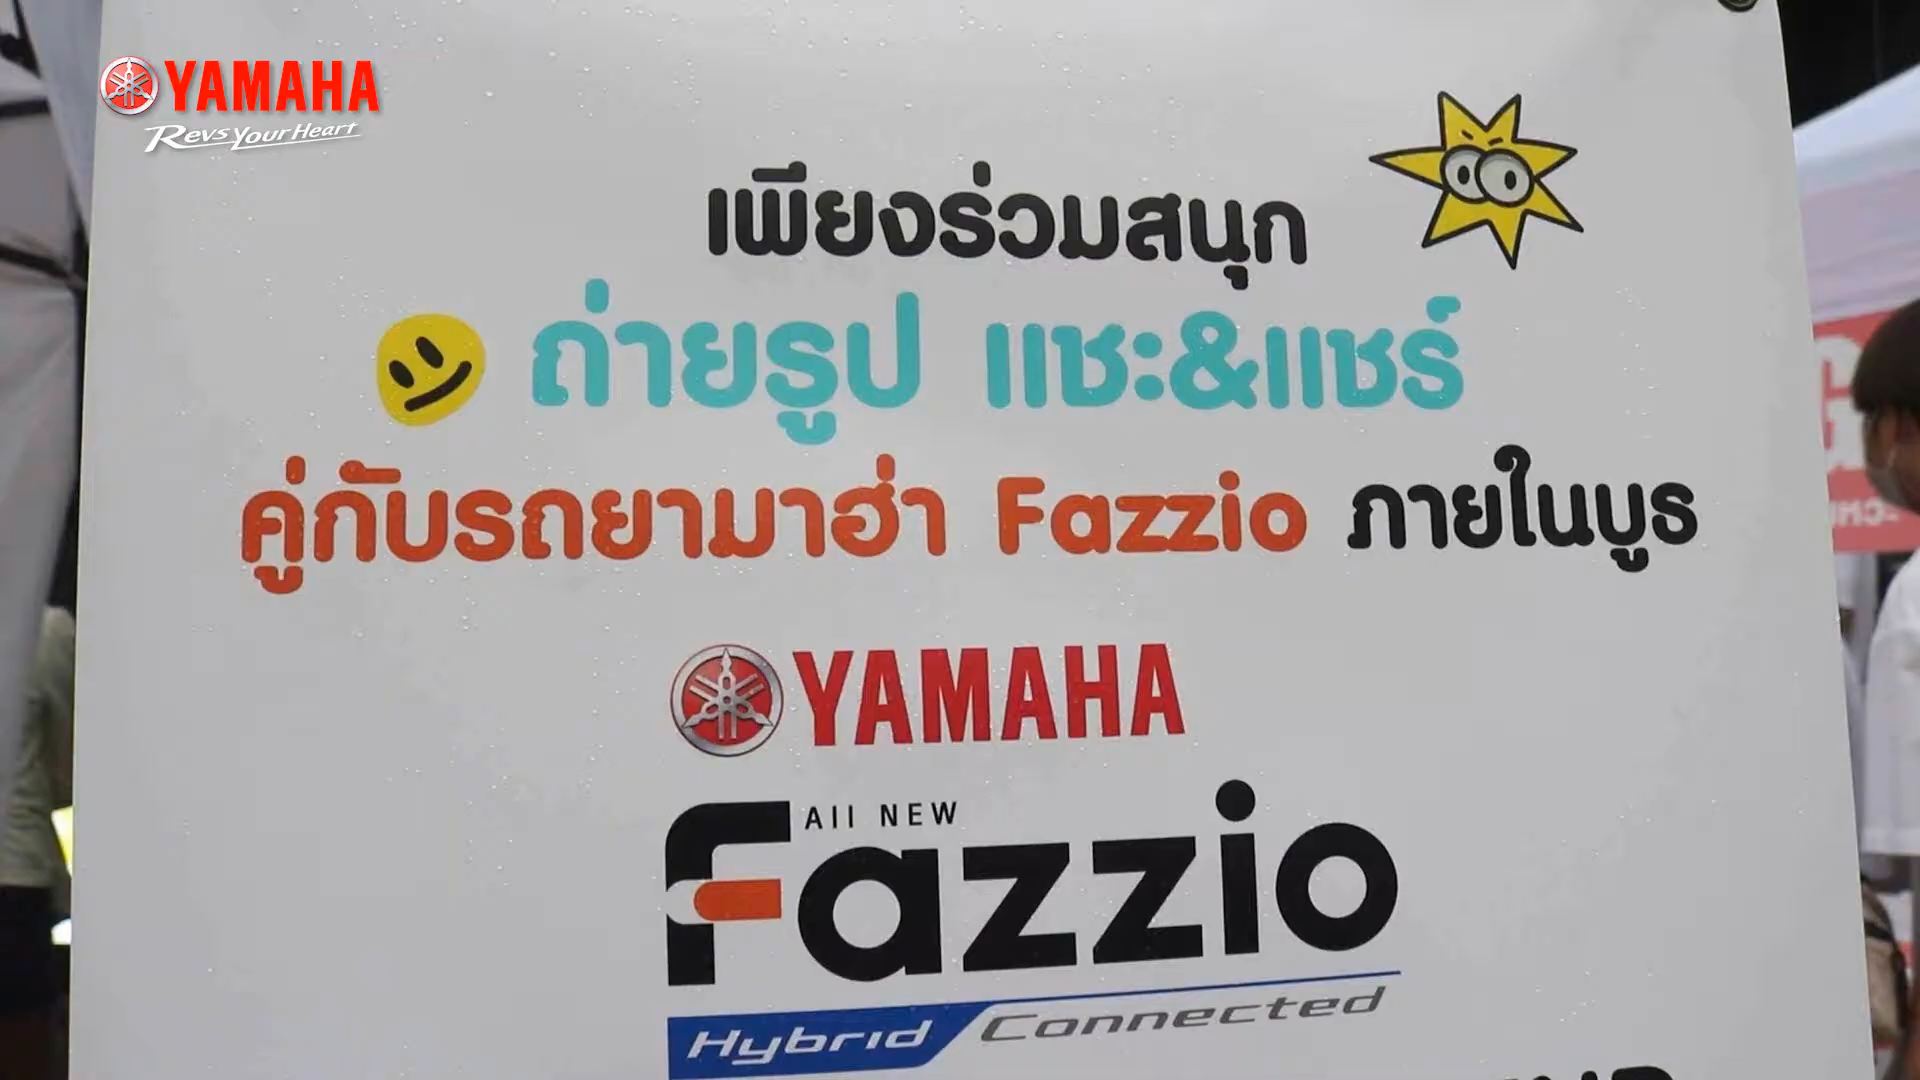 YAMAHA
Revs Your Heart
เพียงร่วมสนุก
ถ่ายรูป แชะ&แชร์
คู่กับรถยามาฮ่า Fazzio ภายในบูธ
YAMAHA
All NEW
Fazzio
Hybrid Connected